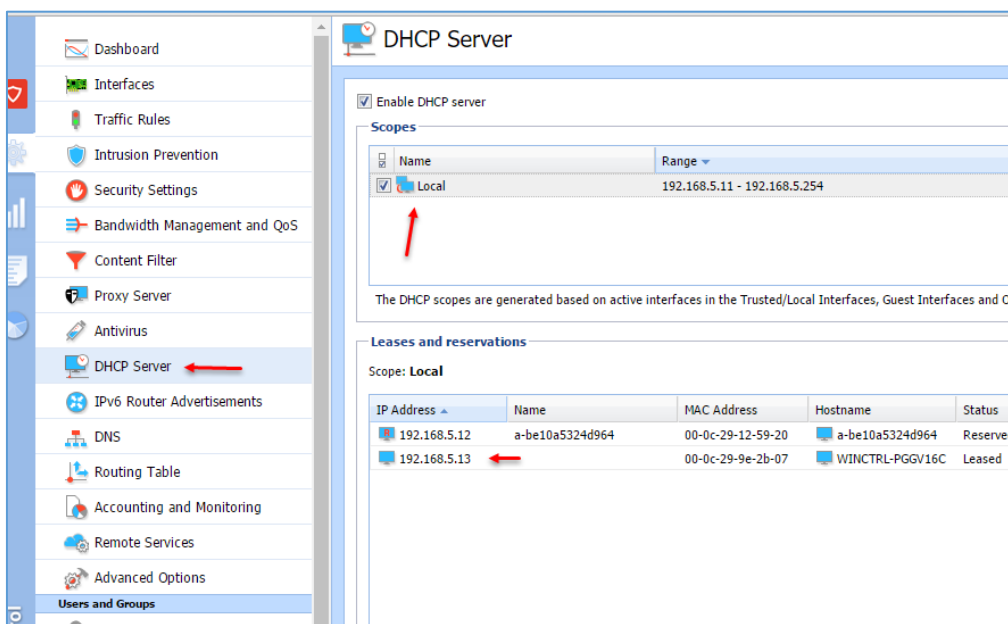 DHCP Server
Dashboard
Interfaces
Traffic Rules
Intrusion Prevention
Security Settings
Bandwidth Management and QoS
Content Filter
Proxy Server
Antivirus
DHCP Server
IPv6 Router Advertisements
DNS
Routing Table
Accounting and Monitoring
Remote Services
Advanced Options
Users and Groups
Enable DHCP server
Scopes
Name Range
Local 192.168.5.11 - 192.168.5.254
The DHCP scopes are generated based on active interfaces in the Trusted/Local Interfaces, Guest Interfaces and
Leases and reservations
Scope: Local
IP Address Name MAC Address Hostname Status
192.168.5.12 a-be10a5324d964 00-0c-29-12-59-20 a-be10a5324d964 Reserve
192.168.5.13 00-0c-29-9e-2b-07 WINCTRL-PGGV16C Leased